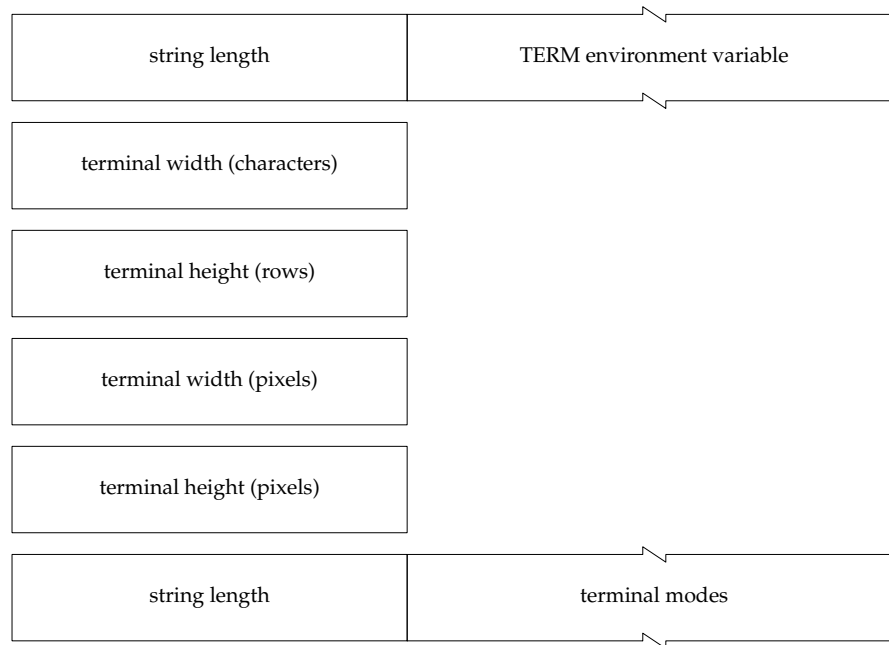 string length TERM environment variable
terminal width (characters)
terminal height (rows)
terminal width (pixels)
terminal height (pixels)
string length terminal modes